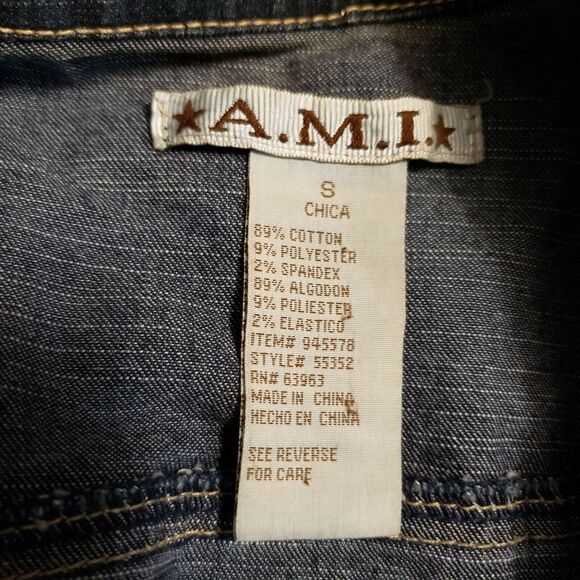 ★A.M.I.★
S
CHICA
89% COTTON
9% POLYESTER
2% SPANDEX
89% ALGODON
9% POLIESTER
2% ELASTICO
ITEM# 945578
STYLE# 55352
RN# 63963
MADE IN CHINA
HECHO EN CHINA
SEE REVERSE
FOR CARE